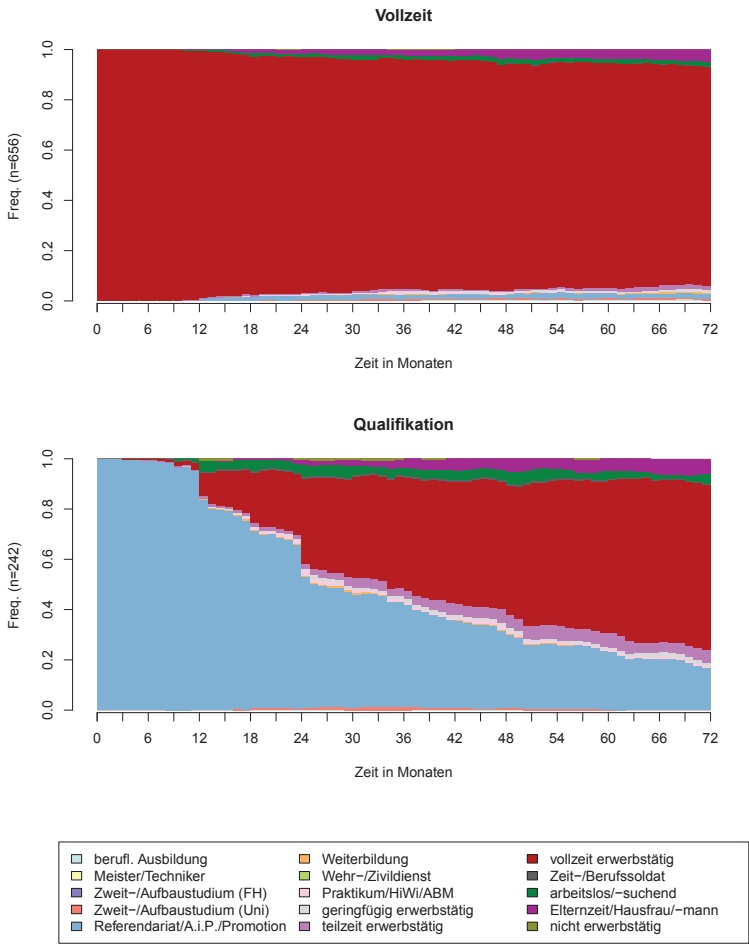 Vollzeit
Freq. (n=656)
1.0
0.8
0.6
0.4
0.2
0.0
0 6 12 18 24 30 36 42 48 54 60 66 72
Zeit in Monaten
Qualifikation
Freq. (n=242)
1.0
0.8
0.6
0.4
0.2
0.0
0 6 12 18 24 30 36 42 48 54 60 66 72
Zeit in Monaten
berufl. Ausbildung
Meister/Techniker
Zweit−/Aufbaustudium (FH)
Zweit−/Aufbaustudium (Uni)
Referendariat/A.i.P./Promotion
Weiterbildung
Wehr−/Zivildienst
Praktikum/HiWi/ABM
geringfügig erwerbstätig
teilzeit erwerbstätig
vollzeit erwerbstätig
Zeit−/Berufssoldat
arbeitslos/−suchend
Elternzeit/Hausfrau/−mann
nicht erwerbstätig